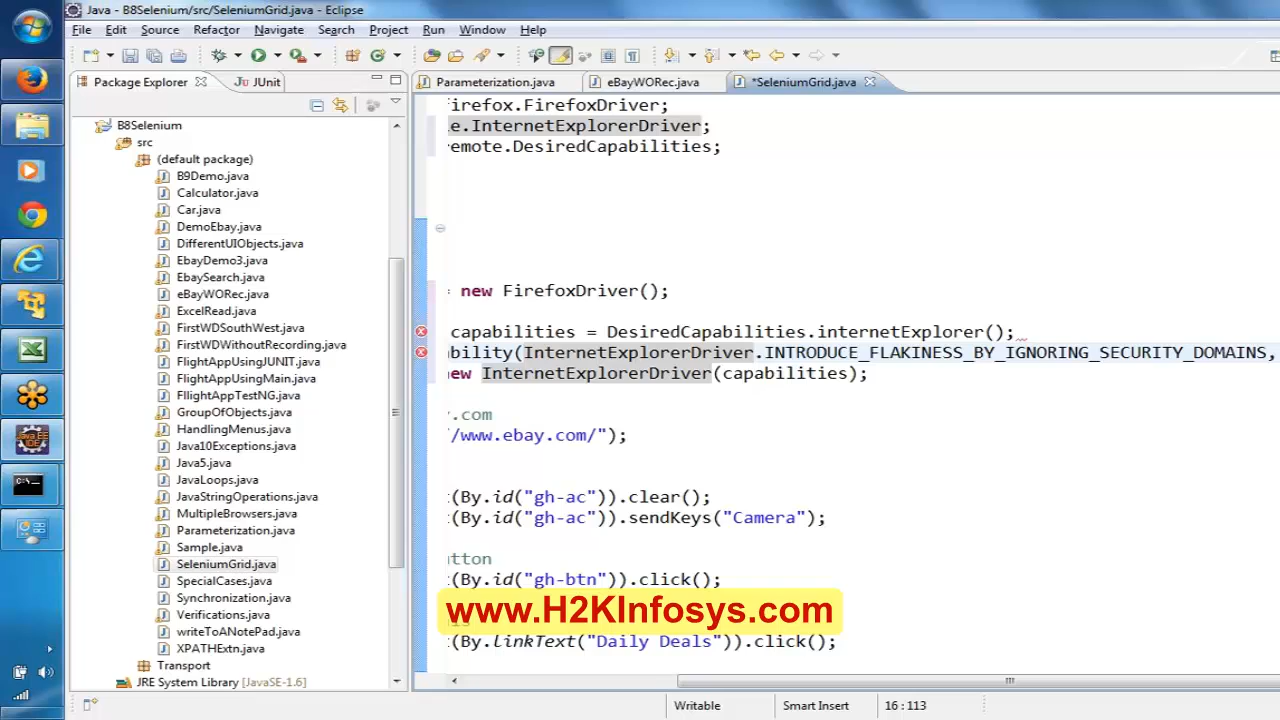 Java - B8Selenium/src/SeleniumGrid.java - Eclipse
File Edit Source Refactor Navigate Search Project Run Window Help
Package Explorer JUnit
Parameterization.java eBayWORec.java *SeleniumGrid.java
B8Selenium
src
(default package)
B9Demo.java
Calculator.java
Car.java
DemoEbay.java
DifferentUIObjects.java
EbayDemo3.java
EbaySearch.java
eBayWORec.java
ExcelRead.java
FirstWDSouthWest.java
FirstWDWithoutRecording.java
FlightAppUsingJUNIT.java
FlightAppUsingMain.java
FllightAppTestNG.java
GroupOfObjects.java
HandlingMenus.java
Java10Exceptions.java
Java5.java
JavaLoops.java
JavaStringOperations.java
MultipleBrowsers.java
Parameterization.java
Sample.java
SeleniumGrid.java
SpecialCases.java
Synchronization.java
Verifications.java
writeToANotePad.java
XPATHExtn.java
Transport
JRE System Library [JavaSE-1.6]
irefox.FirefoxDriver;
e.InternetExplorerDriver;
emote.DesiredCapabilities;
= new FirefoxDriver();
capabilities = DesiredCapabilities.internetExplorer();
bility(InternetExplorerDriver.INTRODUCE_FLAKINESS_BY_IGNORING_SECURITY_DOMAINS,
new InternetExplorerDriver(capabilities);
y.com
//www.ebay.com/");
t(By.id("gh-ac")).clear();
t(By.id("gh-ac")).sendKeys("Camera");
utton
t(By.id("gh-btn")).click();
www.H2KInfosys.com
t(By.linkText("Daily Deals")).click();
Writable Smart Insert 16 : 113